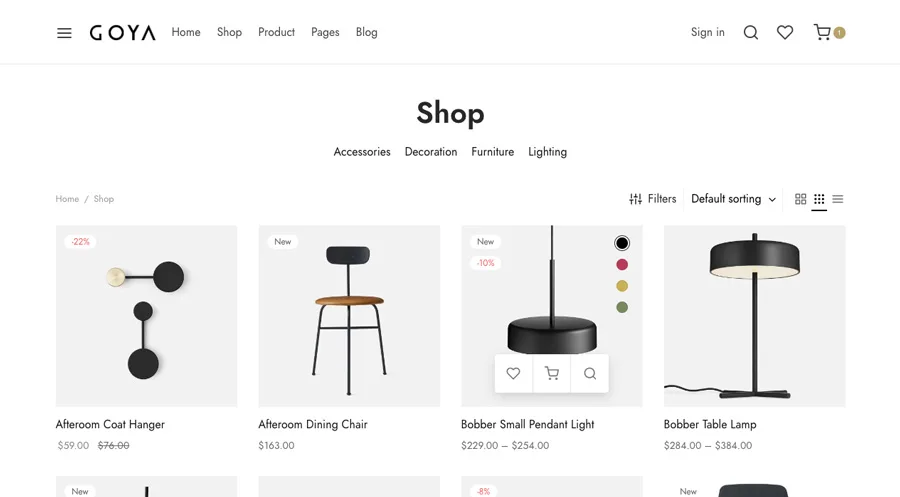 GOYA Home Shop Product Pages Blog Sign in 1
Shop
Accessories Decoration Furniture Lighting
Home / Shop Filters Default sorting
-22% New New
-10%
Afteroom Coat Hanger Afteroom Dining Chair Bobber Small Pendant Light Bobber Table Lamp
$59.00 $76.00 $163.00 $229.00 – $254.00 $284.00 – $384.00
New -8% New